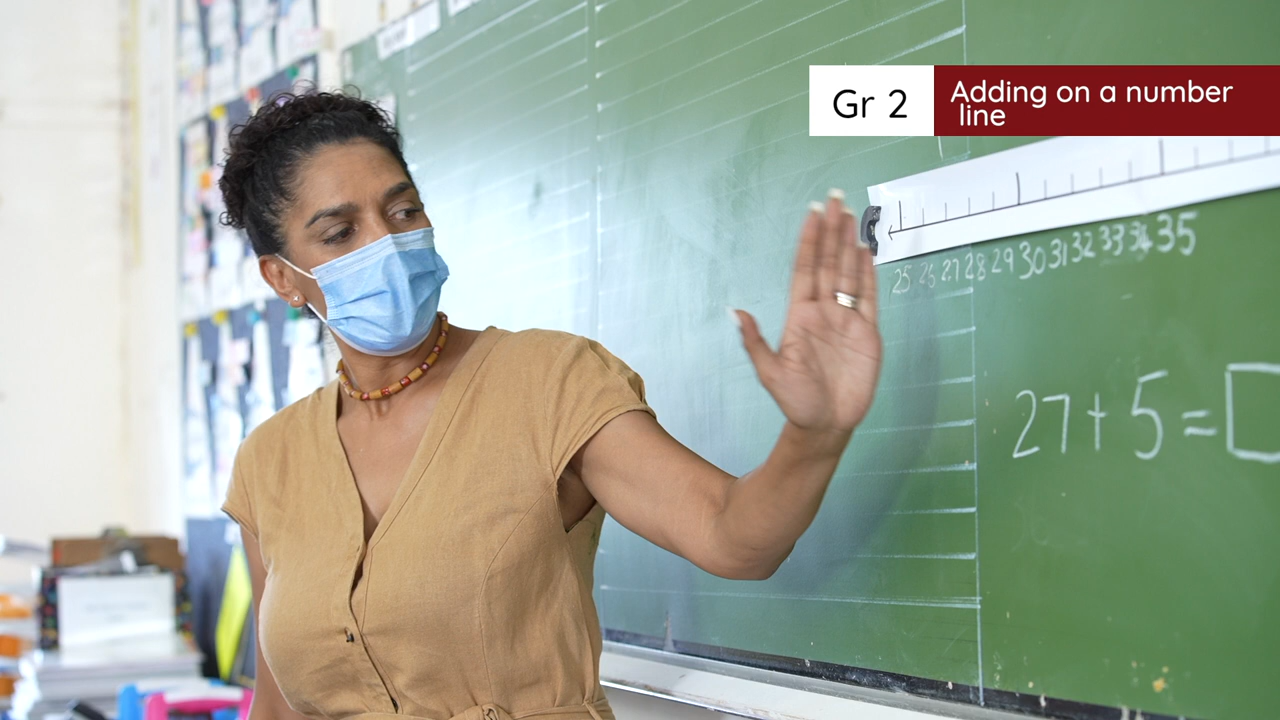 Gr 2
Adding on a number
line
25 26 27 28 29 30 31 32 33 34 35
27 + 5 =